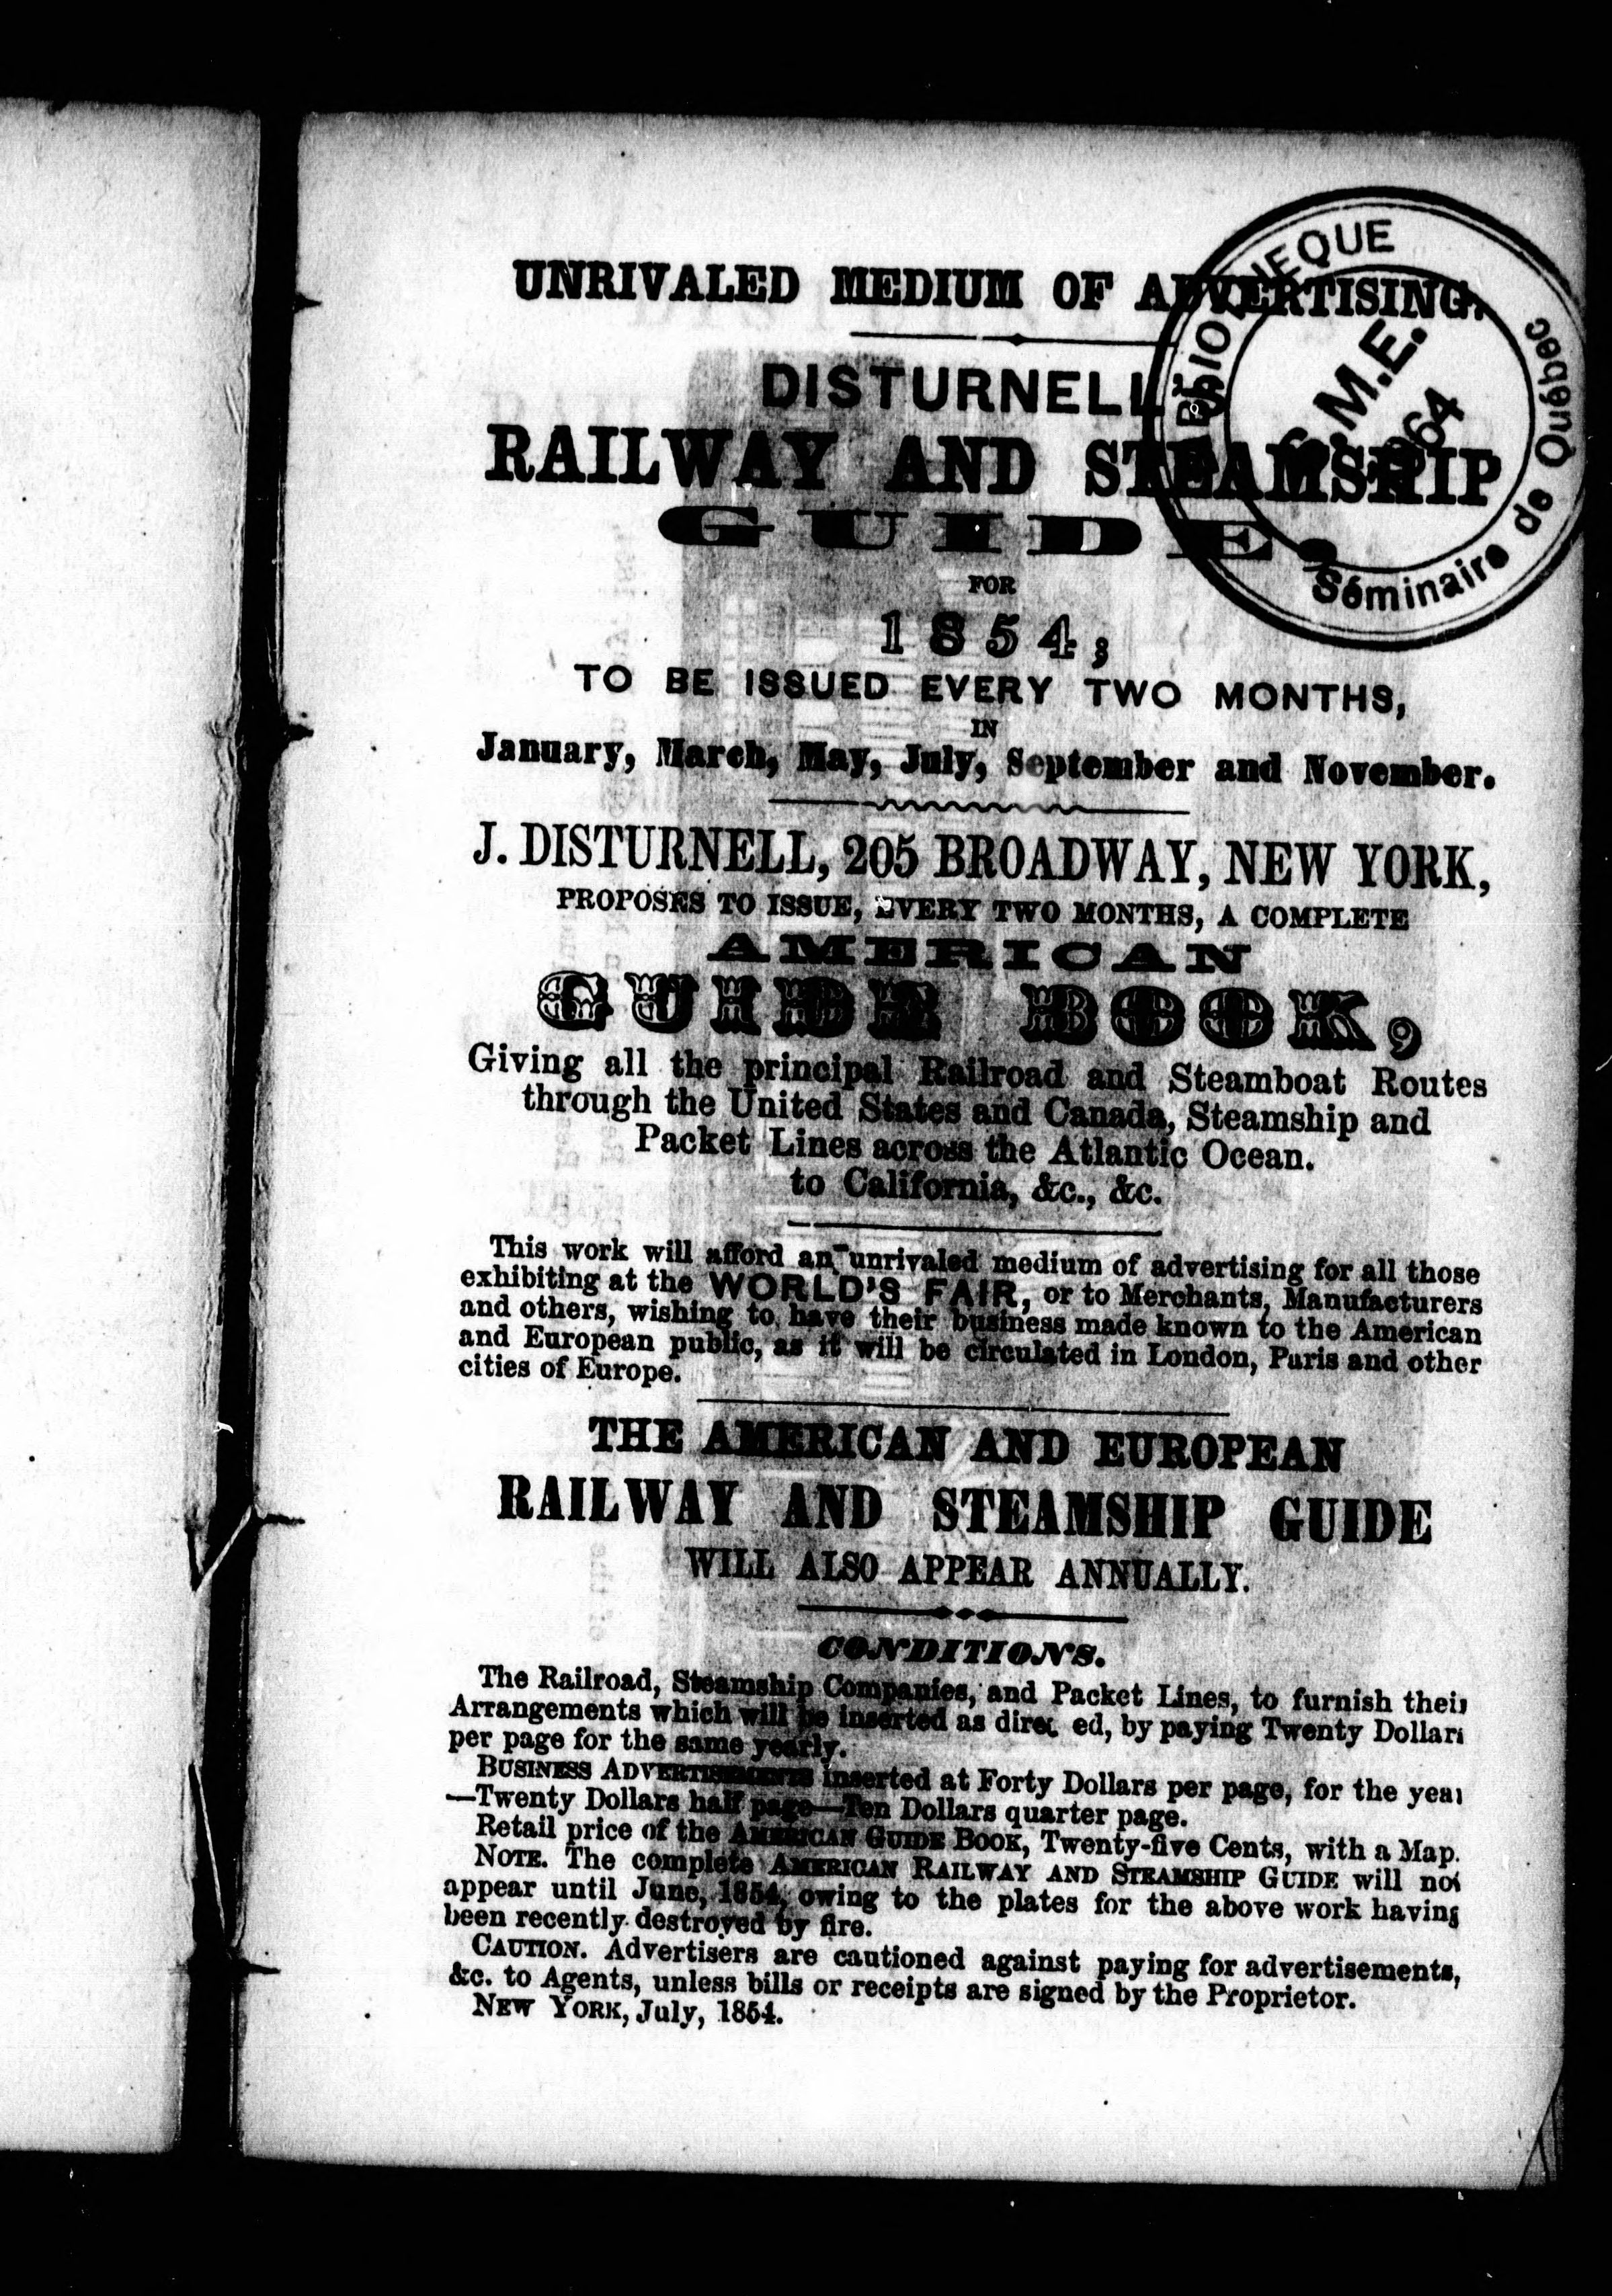 UNRIVALED MEDIUM OF ADVERTISING.
DISTURNELL'S
RAILWAY AND STEAMSHIP
GUIDE,
FOR
1854;
TO BE ISSUED EVERY TWO MONTHS,
IN
January, March, May, July, September and November.
J. DISTURNELL, 205 BROADWAY, NEW YORK,
PROPOSES TO ISSUE, EVERY TWO MONTHS, A COMPLETE
AMERICAN
GUIDE BOOK,
Giving all the principal Railroad and Steamboat Routes
through the United States and Canada, Steamship and
Packet Lines across the Atlantic Ocean.
to California, &c., &c.
This work will afford an unrivaled medium of advertising for all those
exhibiting at the WORLD'S FAIR, or to Merchants, Manufacturers
and others, wishing to have their business made known to the American
and European public, as it will be circulated in London, Paris and other
cities of Europe.
THE AMERICAN AND EUROPEAN
RAILWAY AND STEAMSHIP GUIDE
WILL ALSO APPEAR ANNUALLY.
CONDITIONS.
The Railroad, Steamship Companies, and Packet Lines, to furnish their
Arrangements which will be inserted as direc ed, by paying Twenty Dollars
per page for the same yearly.
BUSINESS ADVERTISEMENTS inserted at Forty Dollars per page, for the year
—Twenty Dollars half page—Ten Dollars quarter page.
Retail price of the AMERICAN GUIDE BOOK, Twenty-five Cents, with a Map.
NOTE. The complete AMERICAN RAILWAY AND STEAMSHIP GUIDE will not
appear until June, 1854, owing to the plates for the above work having
been recently destroyed by fire.
CAUTION. Advertisers are cautioned against paying for advertisements,
&c. to Agents, unless bills or receipts are signed by the Proprietor.
NEW YORK, July, 1854.
BIBLIOTHEQUE
S.M.E.
Séminaire de Québec